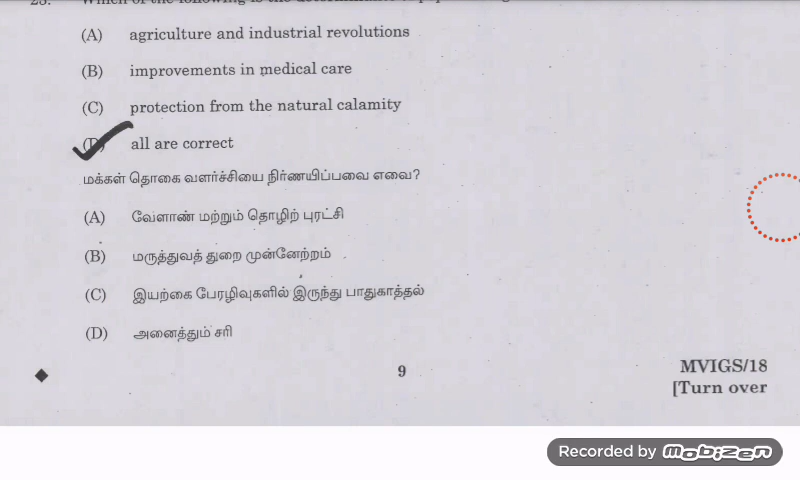 (A) agriculture and industrial revolutions
(B) improvements in medical care
(C) protection from the natural calamity
(D) all are correct
மக்கள் தொகை வளர்ச்சியை நிர்ணயிப்பவை எவை?
(A) வேளாண் மற்றும் தொழிற் புரட்சி
(B) மருத்துவத் துறை முன்னேற்றம்
(C) இயற்கை பேரழிவுகளில் இருந்து பாதுகாத்தல்
(D) அனைத்தும் சரி
9
MVIGS/18
[Turn over
Recorded by mobizen